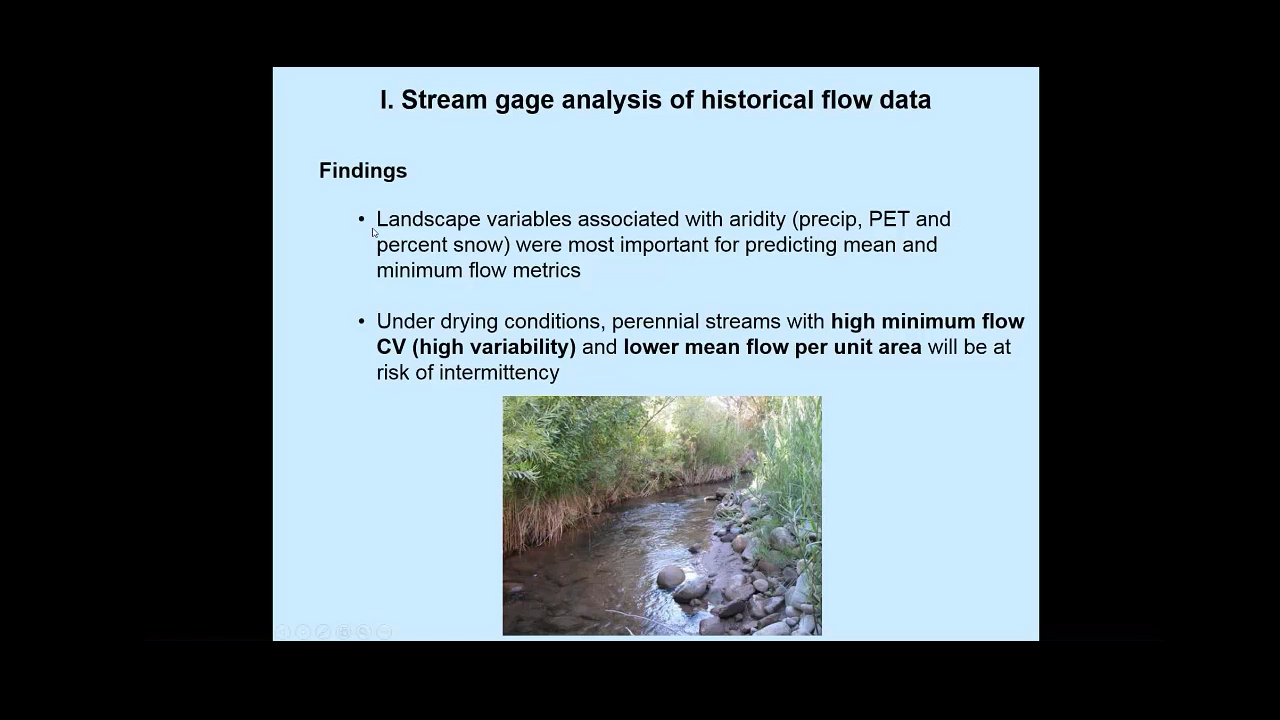 I. Stream gage analysis of historical flow data
Findings
• Landscape variables associated with aridity (precip, PET and
percent snow) were most important for predicting mean and
minimum flow metrics
• Under drying conditions, perennial streams with high minimum flow
CV (high variability) and lower mean flow per unit area will be at
risk of intermittency